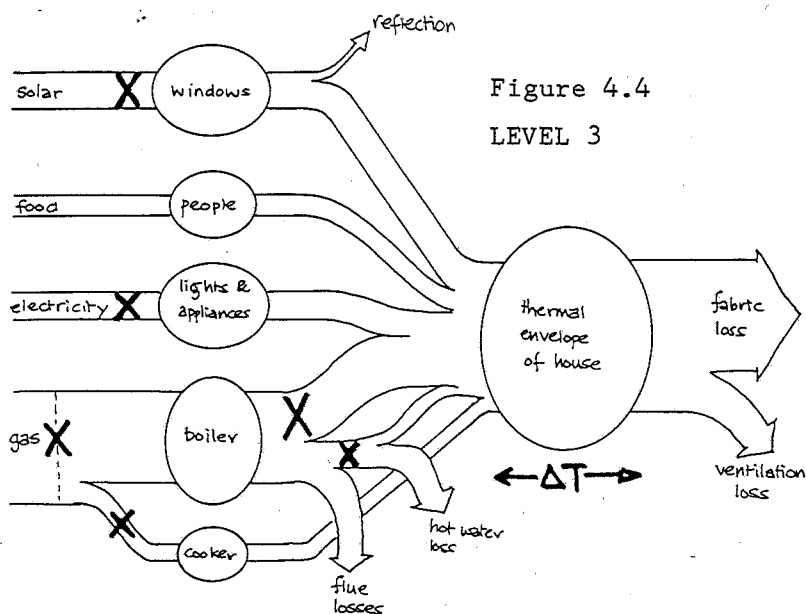 reflection
solar
windows
Figure 4.4
LEVEL 3
food
people
electricity
lights &
appliances
thermal
envelope
of house
fabric
loss
gas
boiler
ΔT
ventilation
loss
hot water
loss
cooker
flue
losses